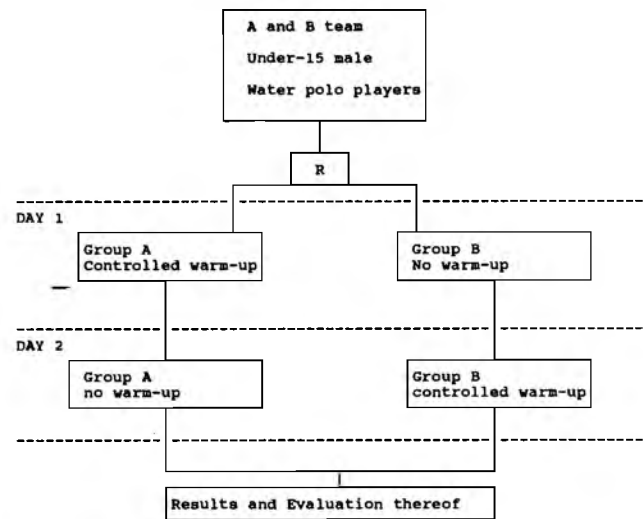 A and B team
Under-15 male
Water polo players
R
DAY 1
Group A
Controlled warm-up
Group B
No warm-up
DAY 2
Group A
no warm-up
Group B
controlled warm-up
Results and Evaluation thereof